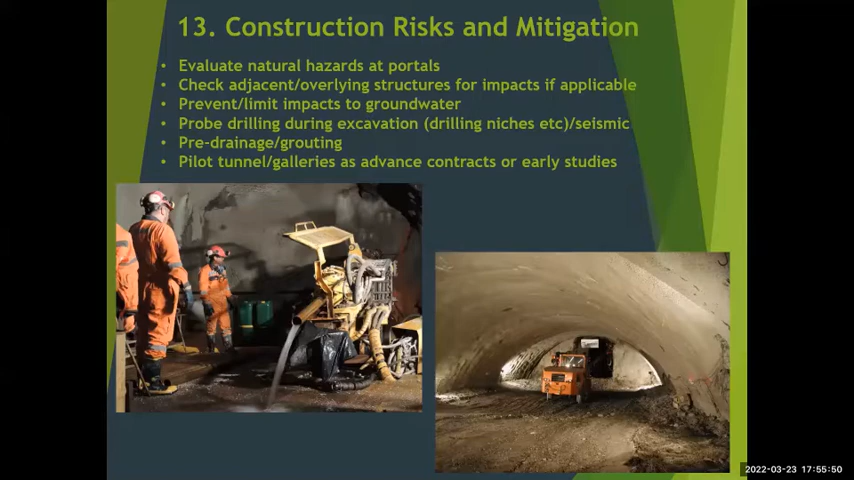 13. Construction Risks and Mitigation
• Evaluate natural hazards at portals
• Check adjacent/overlying structures for impacts if applicable
• Prevent/limit impacts to groundwater
• Probe drilling during excavation (drilling niches etc)/seismic
• Pre-drainage/grouting
• Pilot tunnel/galleries as advance contracts or early studies
2022-03-23 17:55:50